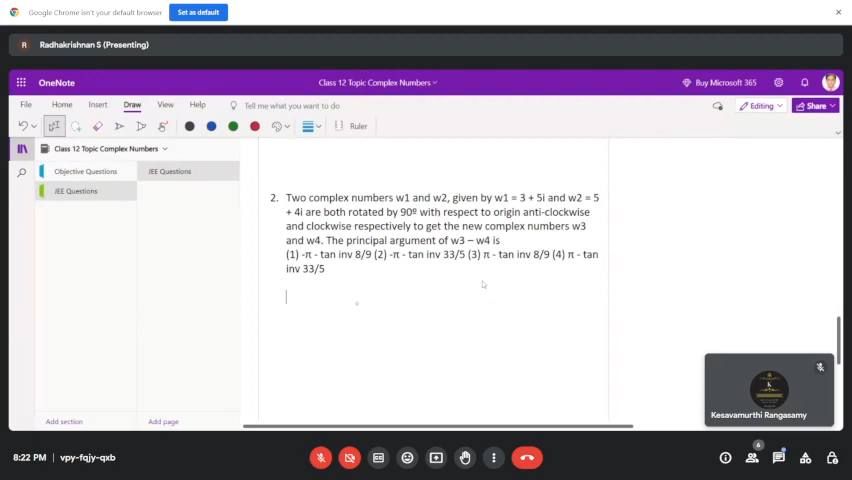 Google Chrome isn't your default browser
Set as default
R
Radhakrishnan S (Presenting)
OneNote
Class 12 Topic Complex Numbers
Buy Microsoft 365
File
Home
Insert
Draw
View
Help
Tell me what you want to do
Editing
Share
Ruler
Class 12 Topic Complex Numbers
Objective Questions
JEE Questions
JEE Questions
2. Two complex numbers w1 and w2, given by w1 = 3 + 5i and w2 = 5
+ 4i are both rotated by 90º with respect to origin anti-clockwise
and clockwise respectively to get the new complex numbers w3
and w4. The principal argument of w3 – w4 is
(1) -π - tan inv 8/9 (2) -π - tan inv 33/5 (3) π - tan inv 8/9 (4) π - tan
inv 33/5
K
Kesavamurthi Rangasamy
Add section
Add page
8:22 PM
vpy-fqjy-qxb
6